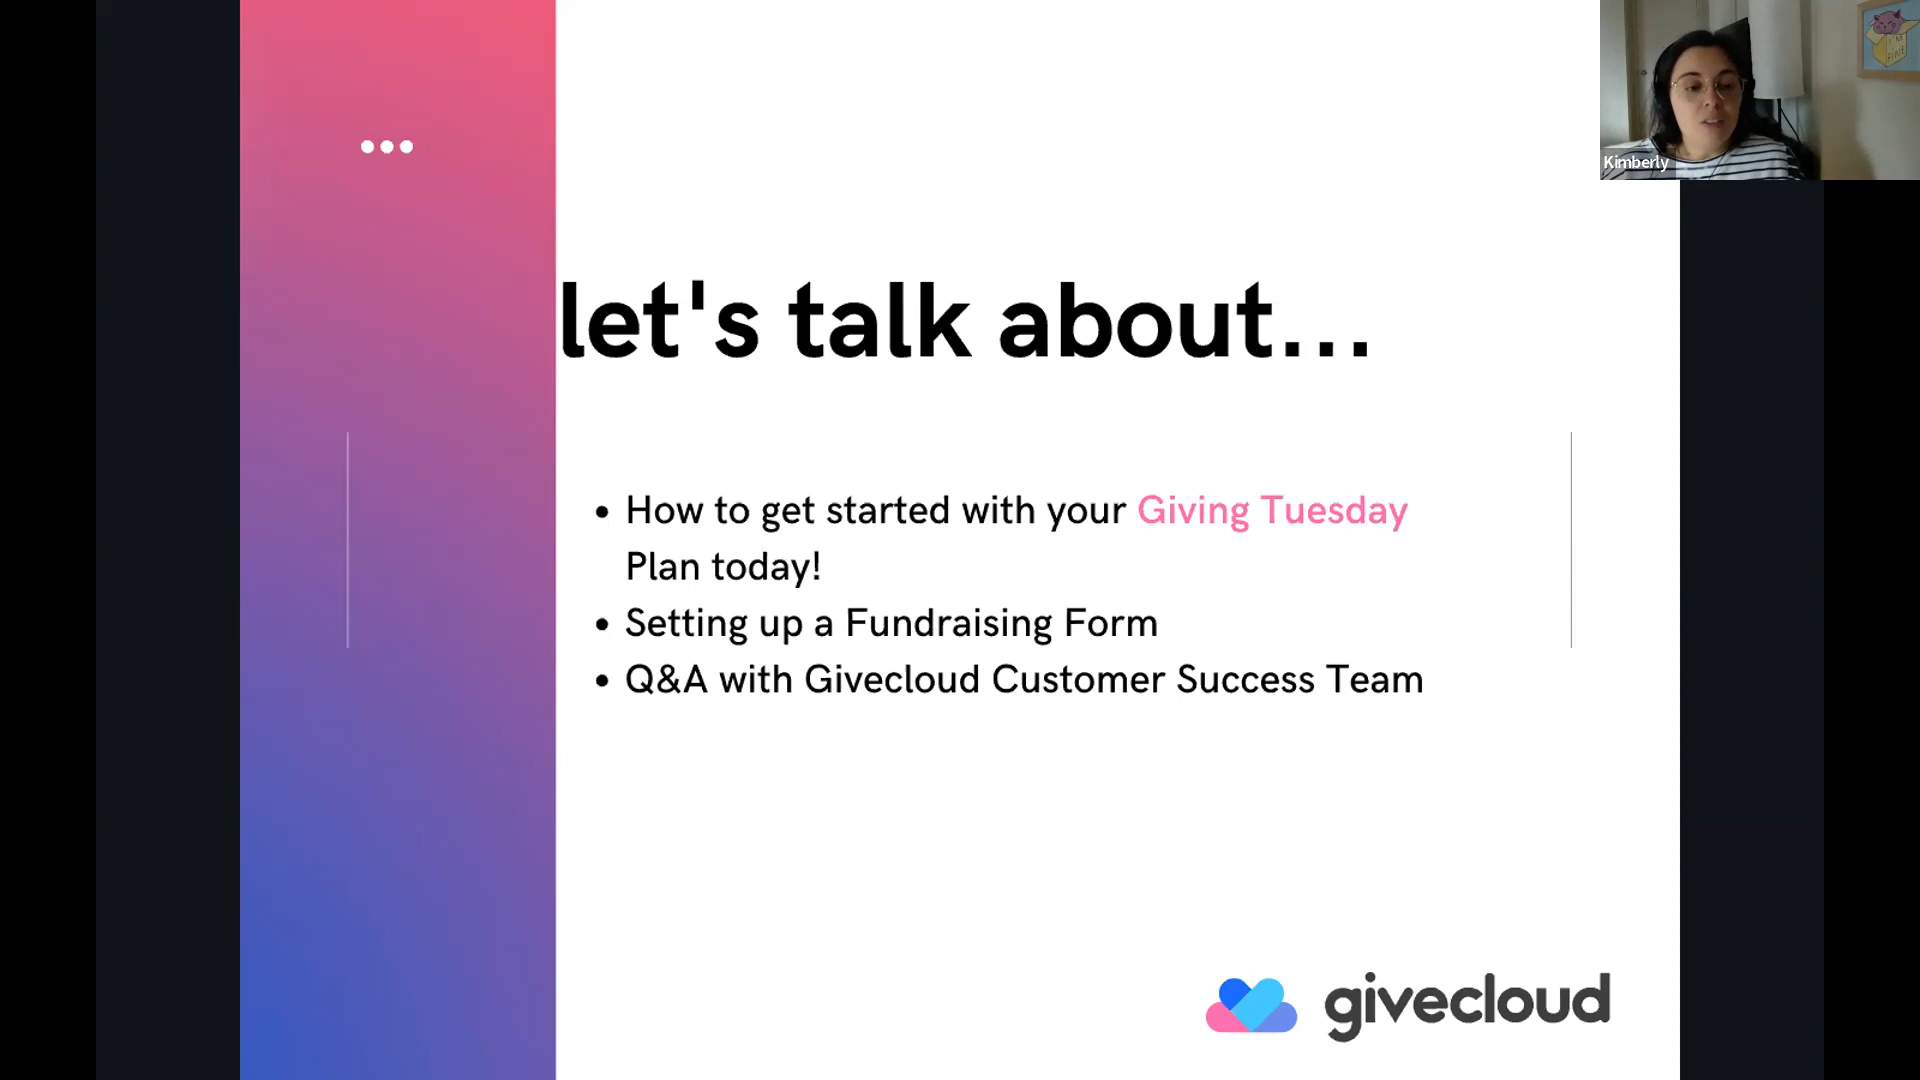 I'M
FINE
Kimberly
let's talk about...
• How to get started with your Giving Tuesday
Plan today!
• Setting up a Fundraising Form
• Q&A with Givecloud Customer Success Team
givecloud